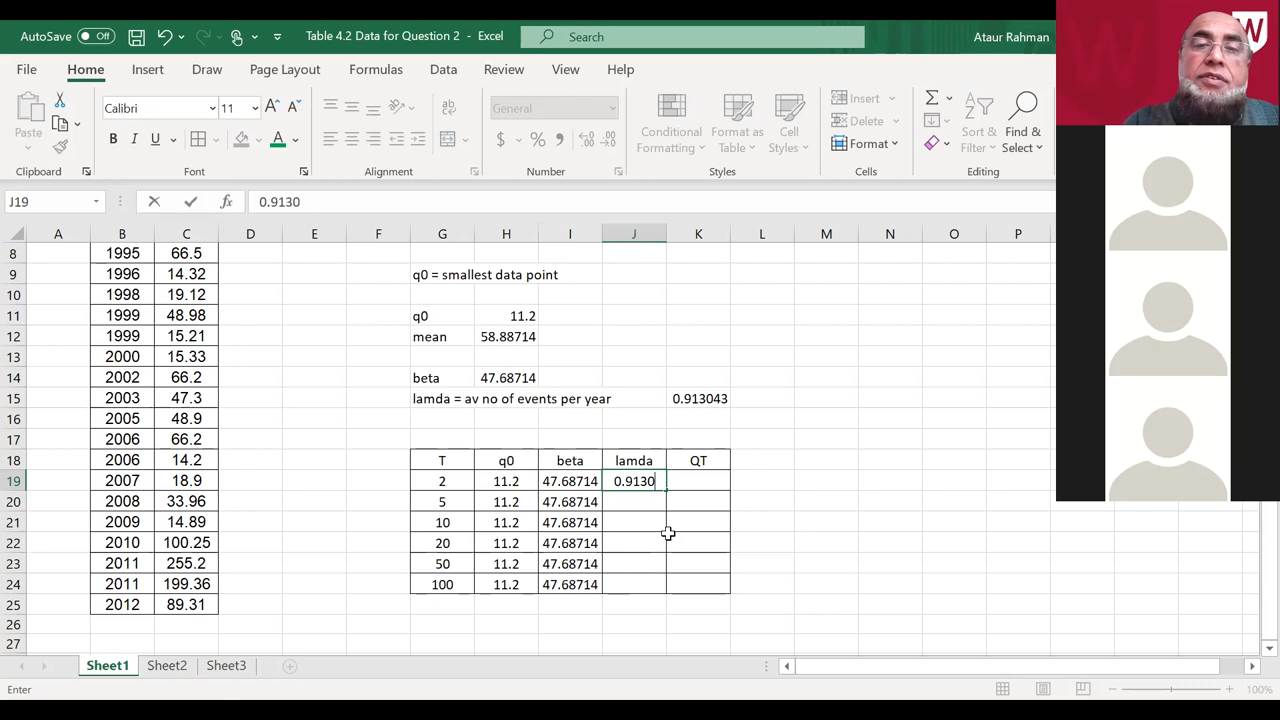 AutoSave Off Table 4.2 Data for Question 2 - Excel Search Ataur Rahman W
File Home Insert Draw Page Layout Formulas Data Review View Help
Paste Calibri 11 A A B I U A ab General $ % 9 .00 Conditional Formatting Format as Table Cell Styles Insert Delete Format Σ Sort & Filter Find & Select
Clipboard Font Alignment Number Styles Cells Editing
J19 fx 0.9130
A B C D E F G H I J K L M N O P
8 1995 66.5
9 1996 14.32 q0 = smallest data point
10 1998 19.12
11 1999 48.98 q0 11.2
12 1999 15.21 mean 58.88714
13 2000 15.33
14 2002 66.2 beta 47.68714
15 2003 47.3 lamda = av no of events per year 0.913043
16 2005 48.9
17 2006 66.2
18 2006 14.2 T q0 beta lamda QT
19 2007 18.9 2 11.2 47.68714 0.9130
20 2008 33.96 5 11.2 47.68714
21 2009 14.89 10 11.2 47.68714
22 2010 100.25 20 11.2 47.68714
23 2011 255.2 50 11.2 47.68714
24 2011 199.36 100 11.2 47.68714
25 2012 89.31
26
27
Sheet1 Sheet2 Sheet3
Enter 100%